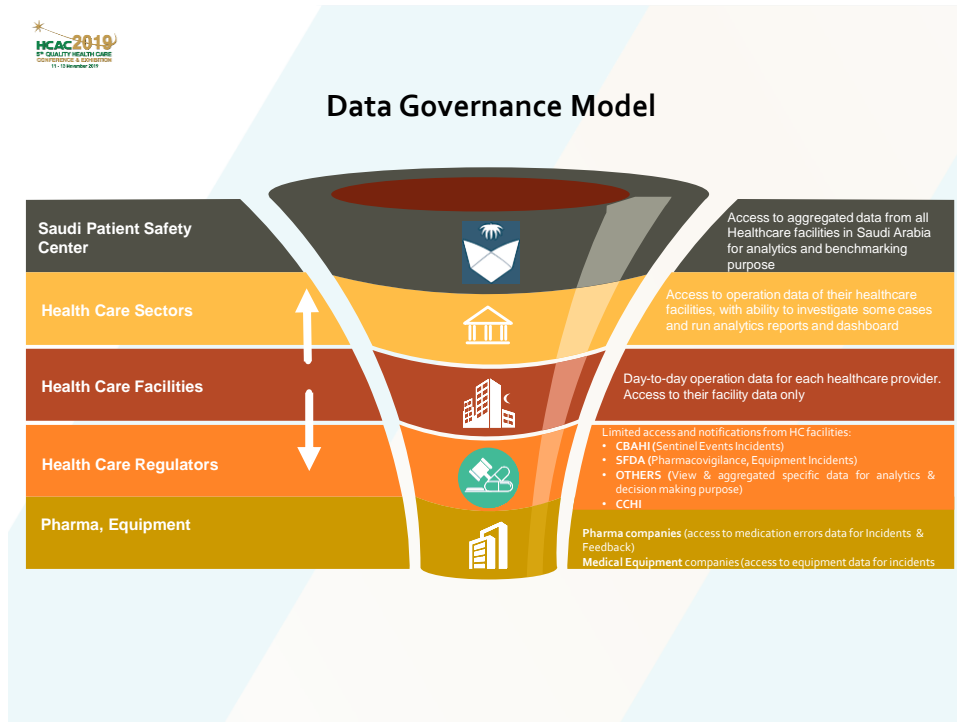 HCAC2019
5th QUALITY HEALTH CARE
CONFERENCE & EXHIBITION
11 - 13 November 2019
Data Governance Model
Saudi Patient Safety
Center
Access to aggregated data from all
Healthcare facilities in Saudi Arabia
for analytics and benchmarking
purpose
Health Care Sectors
Access to operation data of their healthcare
facilities, with ability to investigate some cases
and run analytics reports and dashboard
Health Care Facilities
Day-to-day operation data for each healthcare provider.
Access to their facility data only
Health Care Regulators
Limited access and notifications from HC facilities:
• CBAHI (Sentinel Events Incidents)
• SFDA (Pharmacovigilance, Equipment Incidents)
• OTHERS (View & aggregated specific data for analytics &
decision making purpose)
• CCHI
Pharma, Equipment
Pharma companies (access to medication errors data for Incidents &
Feedback)
Medical Equipment companies (access to equipment data for incidents